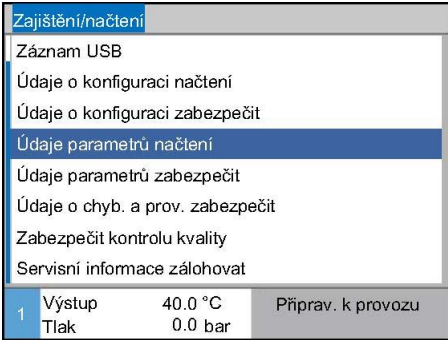 Zajištění/načtení
Záznam USB
Údaje o konfiguraci načtení
Údaje o konfiguraci zabezpečit
Údaje parametrů načtení
Údaje parametrů zabezpečit
Údaje o chyb. a prov. zabezpečit
Zabezpečit kontrolu kvality
Servisní informace zálohovat
1 Výstup 40.0 °C Připrav. k provozu
Tlak 0.0 bar